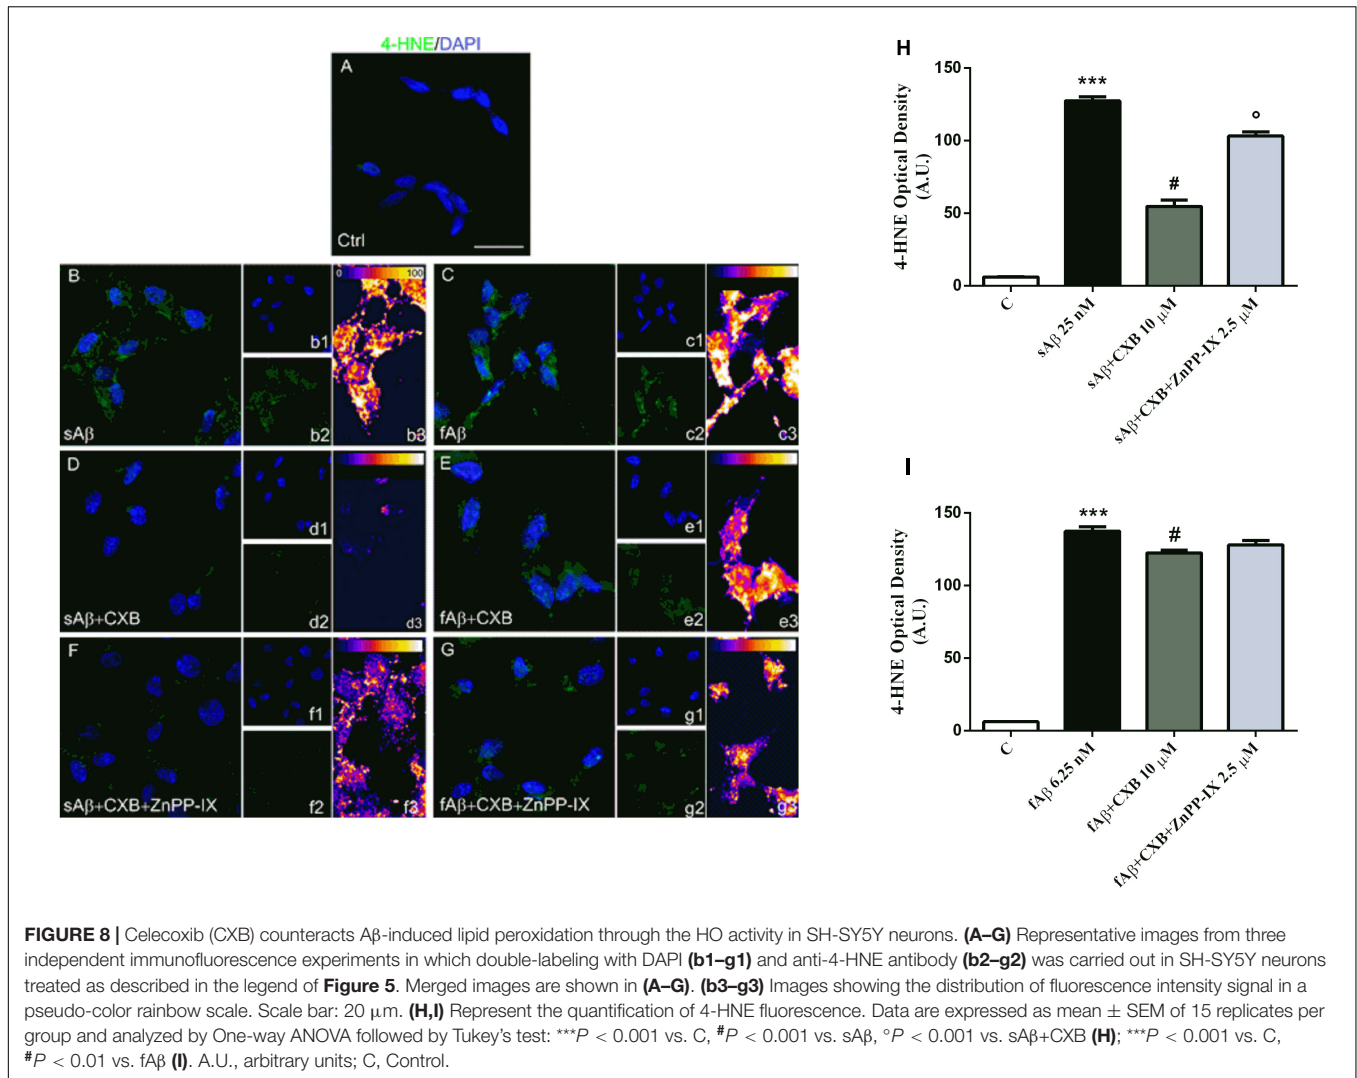 4-HNE/DAPI
A
Ctrl
B
sAβ
b1
b2
0 100
b3
C
fAβ
c1
c2
c3
D
sAβ+CXB
d1
d2
d3
E
fAβ+CXB
e1
e2
e3
F
sAβ+CXB+ZnPP-IX
f1
f2
f3
G
fAβ+CXB+ZnPP-IX
g1
g2
g3
H
4-HNE Optical Density
(A.U.)
150
100
50
0
***
#
°
C
sAβ 25 nM
sAβ+CXB 10 μM
sAβ+CXB+ZnPP-IX 2.5 μM
I
4-HNE Optical Density
(A.U.)
150
100
50
0
***
#
C
fAβ 6.25 nM
fAβ+CXB 10 μM
fAβ+CXB+ZnPP-IX 2.5 μM
FIGURE 8 | Celecoxib (CXB) counteracts Aβ-induced lipid peroxidation through the HO activity in SH-SY5Y neurons. (A–G) Representative images from three
independent immunofluorescence experiments in which double-labeling with DAPI (b1–g1) and anti-4-HNE antibody (b2–g2) was carried out in SH-SY5Y neurons
treated as described in the legend of Figure 5. Merged images are shown in (A–G). (b3–g3) Images showing the distribution of fluorescence intensity signal in a
pseudo-color rainbow scale. Scale bar: 20 μm. (H,I) Represent the quantification of 4-HNE fluorescence. Data are expressed as mean ± SEM of 15 replicates per
group and analyzed by One-way ANOVA followed by Tukey's test: ***P < 0.001 vs. C, #P < 0.001 vs. sAβ, °P < 0.001 vs. sAβ+CXB (H); ***P < 0.001 vs. C,
#P < 0.01 vs. fAβ (I). A.U., arbitrary units; C, Control.